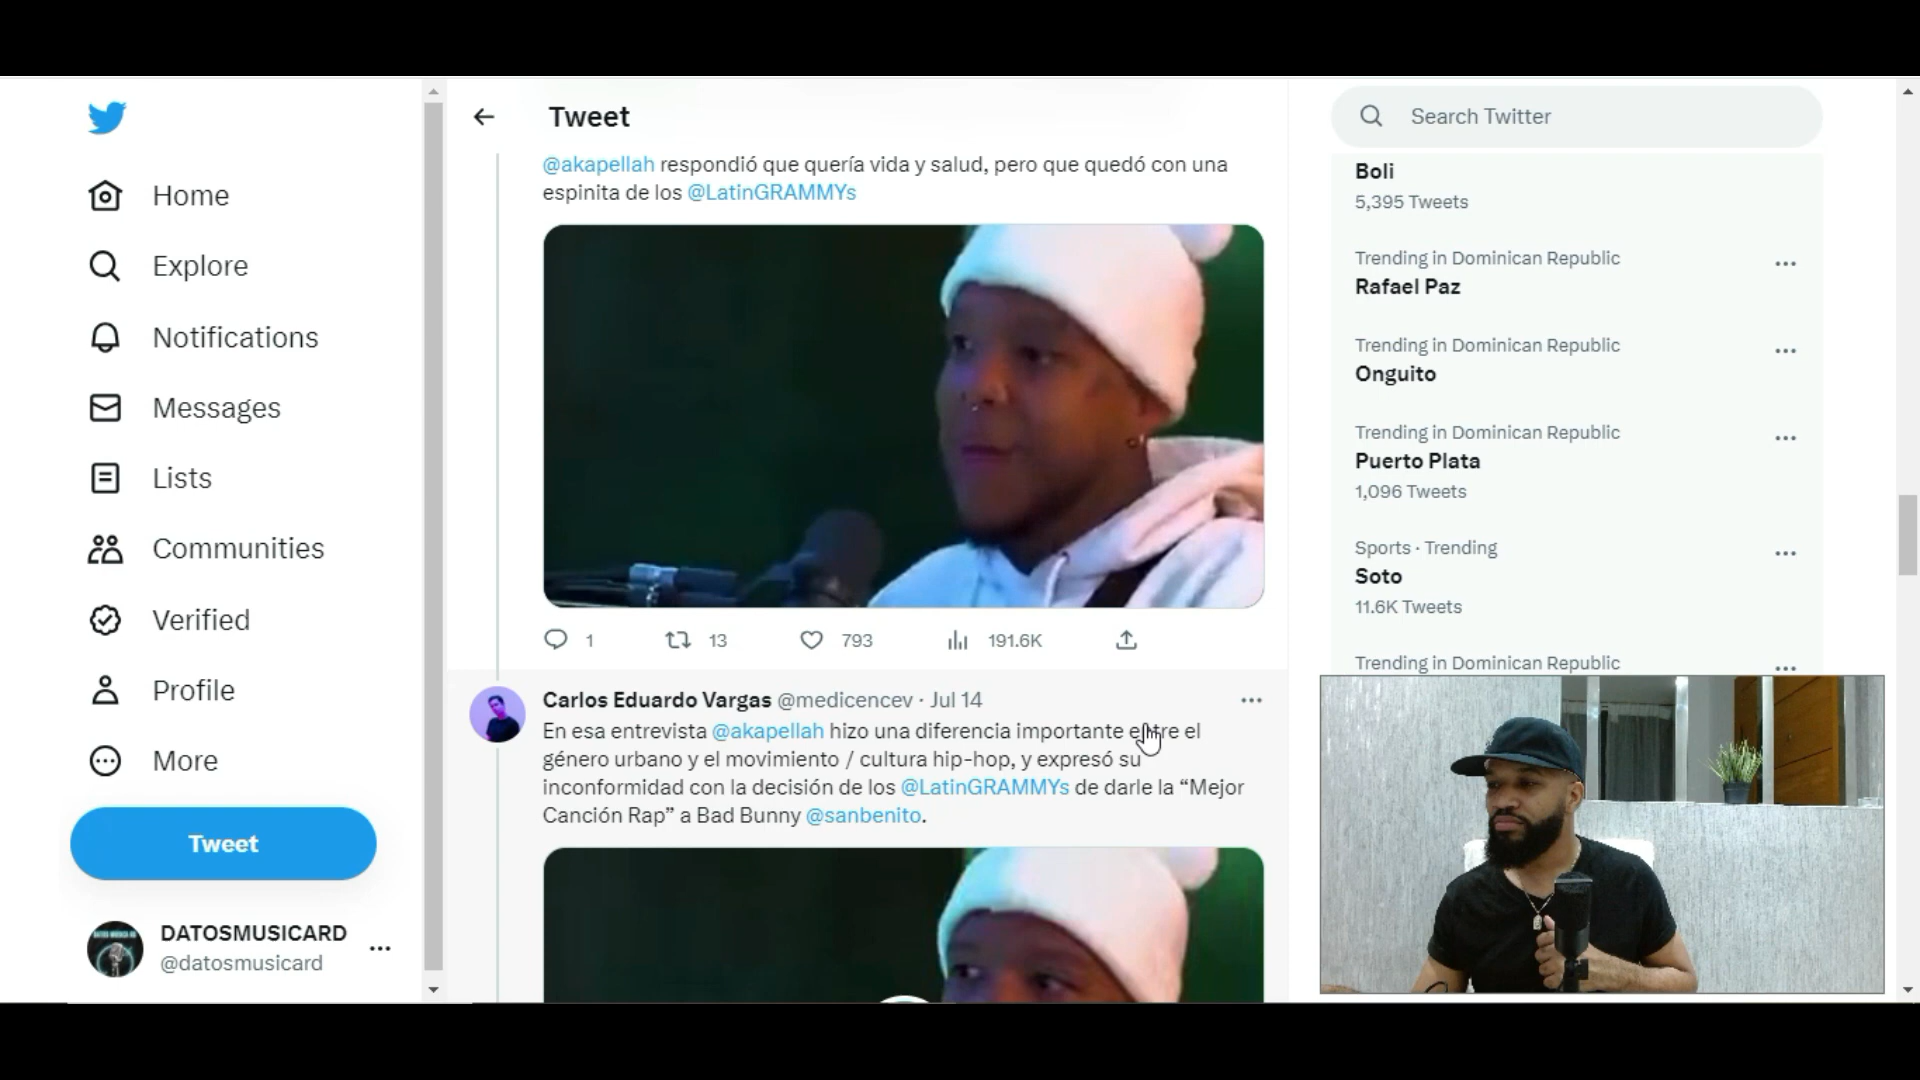 Home
Explore
Notifications
Messages
Lists
Communities
Verified
Profile
More
Tweet
DATOSMUSICARD
@datosmusicard
Tweet
@akapellah respondió que quería vida y salud, pero que quedó con una
espinita de los @LatinGRAMMYs
1 13 793 191.6K
Carlos Eduardo Vargas @medicencev · Jul 14
En esa entrevista @akapellah hizo una diferencia importante entre el
género urbano y el movimiento / cultura hip-hop, y expresó su
inconformidad con la decisión de los @LatinGRAMMYs de darle la “Mejor
Canción Rap” a Bad Bunny @sanbenito.
Search Twitter
Boli
5,395 Tweets
Trending in Dominican Republic
Rafael Paz
Trending in Dominican Republic
Onguito
Trending in Dominican Republic
Puerto Plata
1,096 Tweets
Sports · Trending
Soto
11.6K Tweets
Trending in Dominican Republic